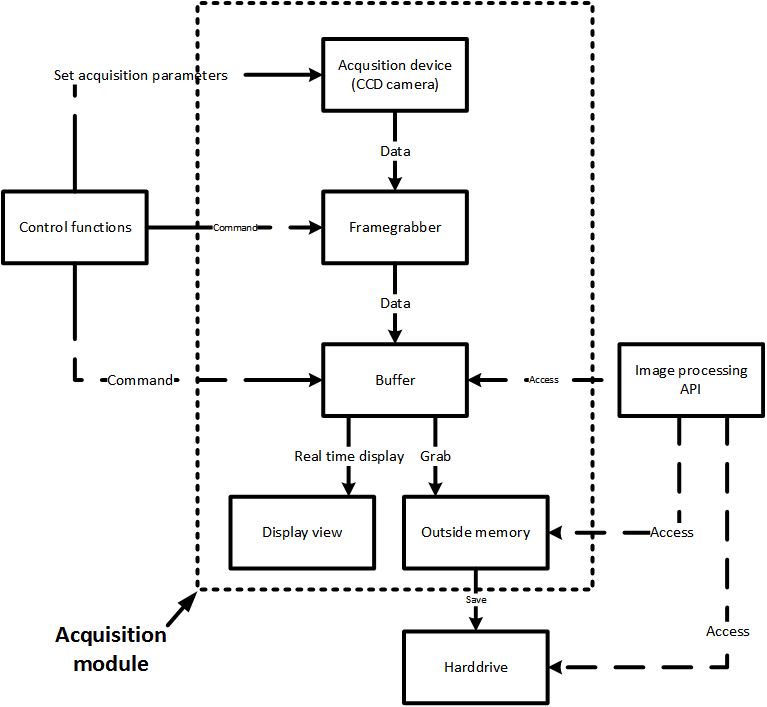 Acqusition device
(CCD camera)
Set acquisition parameters
Data
Control functions
Command
Framegrabber
Data
Command
Buffer
Access
Image processing
API
Real time display
Grab
Display view
Outside memory
Access
Save
Acquisition
module
Access
Harddrive